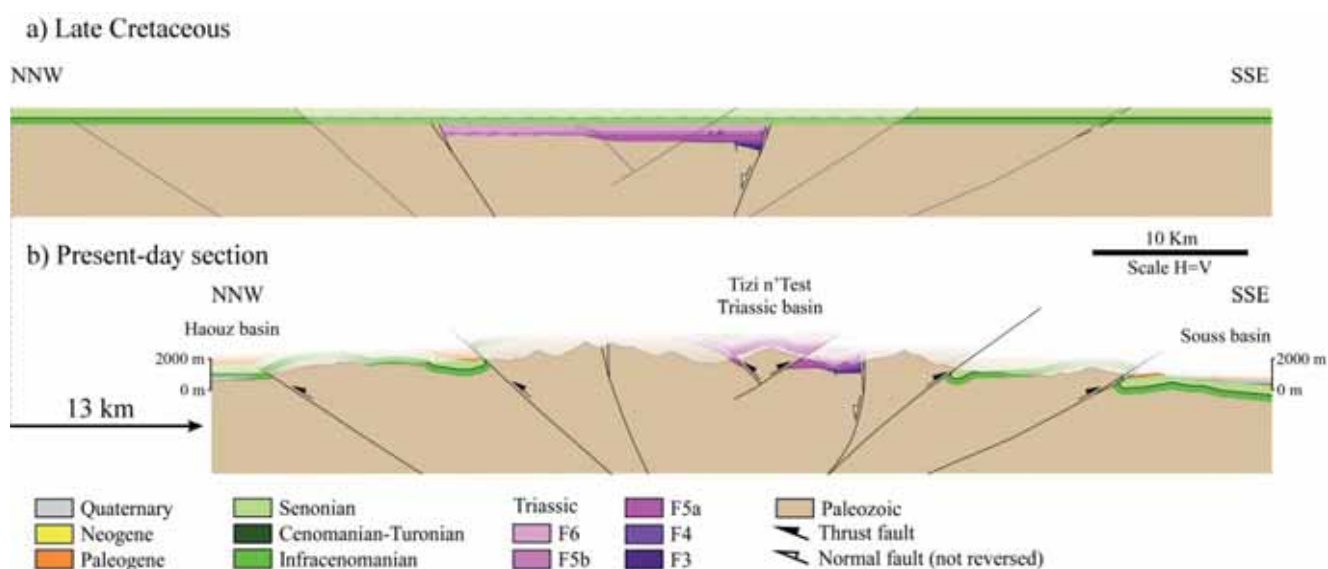 a) Late Cretaceous
NNW SSE
10 Km
Scale H=V
b) Present-day section
NNW SSE
Tizi n'Test
Triassic basin
Haouz basin Souss basin
2000 m 2000 m
0 m 0 m
13 km
Quaternary Senonian Triassic F5a Paleozoic
Neogene Cenomanian-Turonian F6 F4 Thrust fault
Paleogene Infracenomanian F5b F3 Normal fault (not reversed)